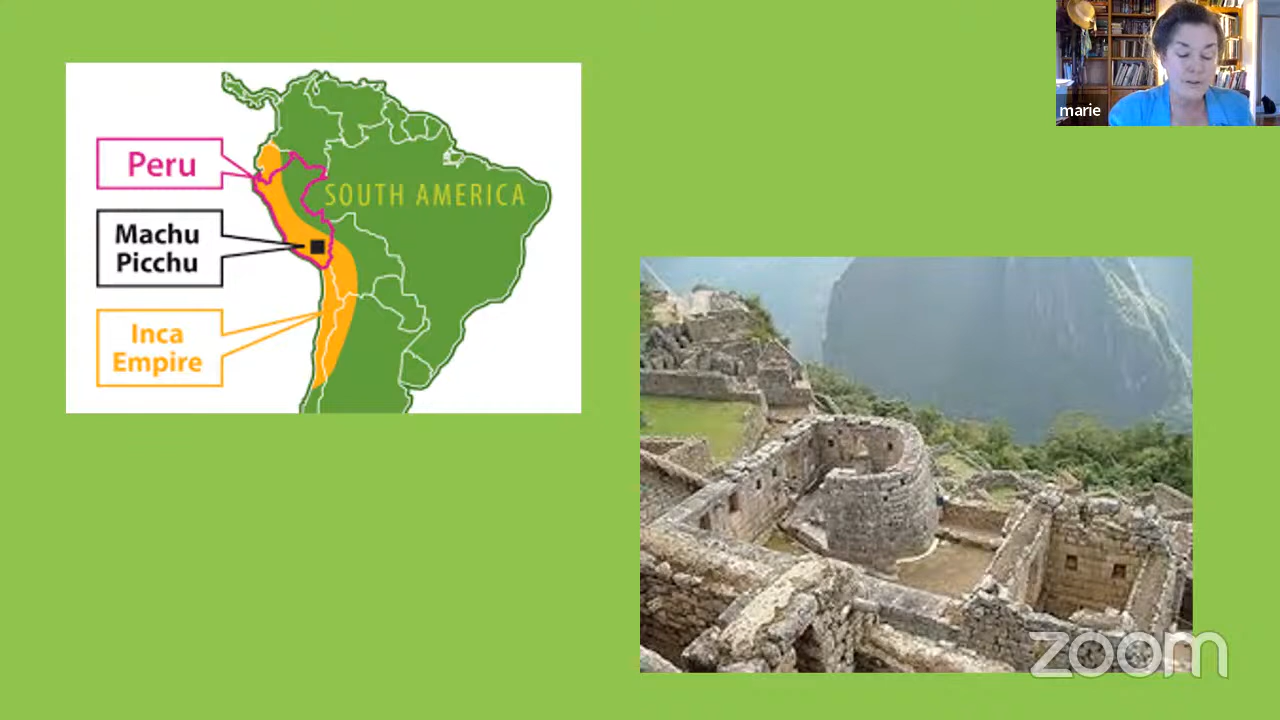 marie
Peru
SOUTH AMERICA
Machu
Picchu
Inca
Empire
zoom